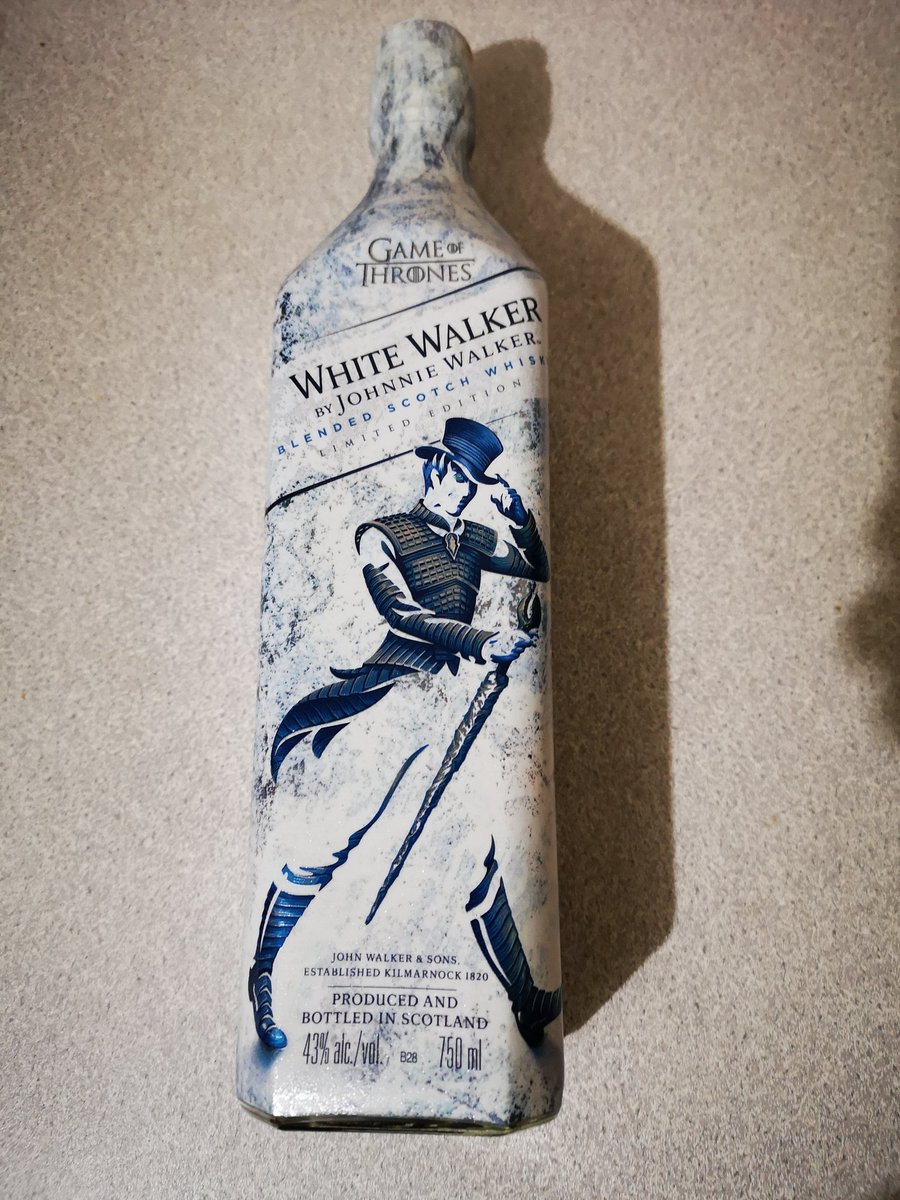 GAME OF
THRONES
WHITE WALKER
BY JOHNNIE WALKER
BLENDED SCOTCH WHISK
LIMITED EDITION
JOHN WALKER & SONS.
ESTABLISHED KILMARNOCK 1820
PRODUCED AND
BOTTLED IN SCOTLAND
43% alc./vol. B28 750 ml